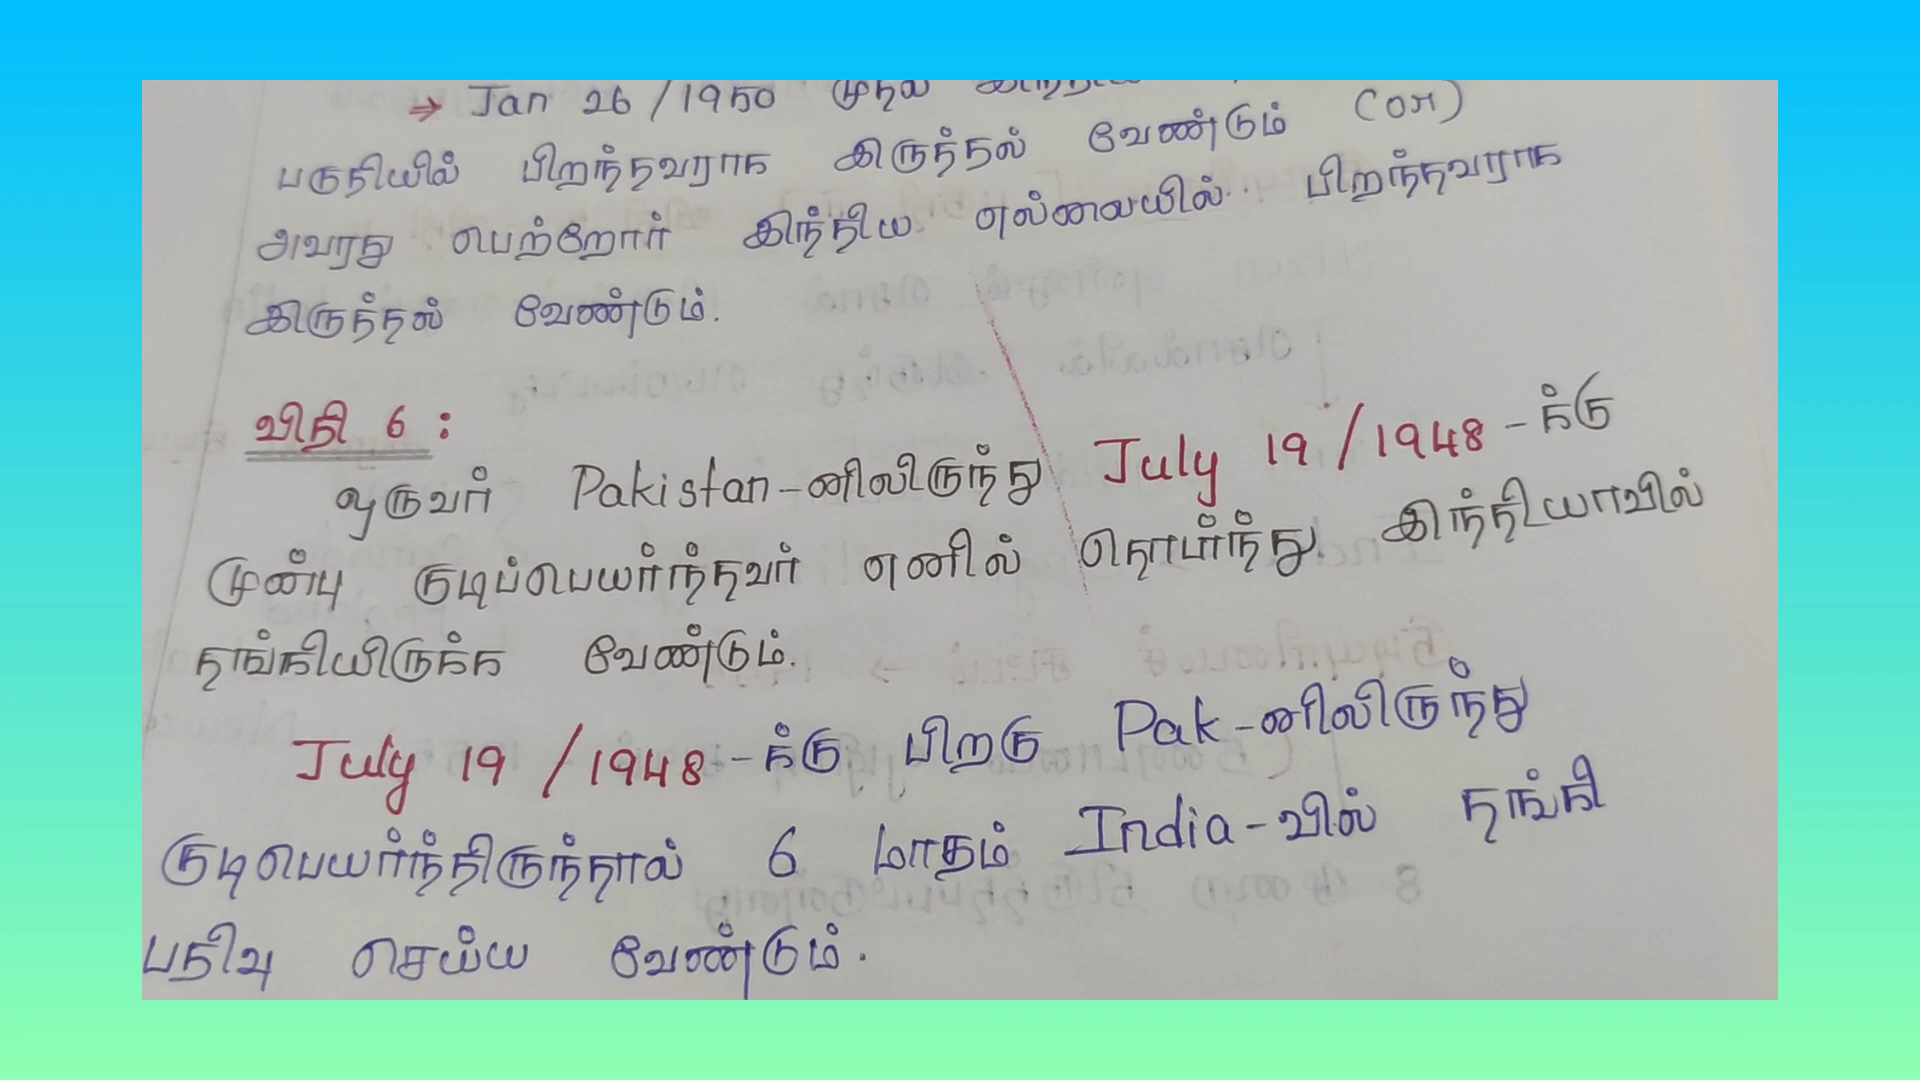 → Jan 26/1950 முதல் இந்திய
பகுதியில் பிறந்தவராக இருத்தல் வேண்டும் (or)
அவரது பெற்றோர் இந்திய எல்லையில் பிறந்தவராக
இருத்தல் வேண்டும்.
விதி 6 :
ஒருவர் Pakistan-னிலிருந்து July 19/1948-க்கு
முன்பு குடிப்பெயர்ந்தவர் எனில் தொடர்ந்து இந்தியாவில்
தங்கியிருக்க வேண்டும்.
July 19/1948-க்கு பிறகு Pak-னிலிருந்து
குடிபெயர்ந்திருந்தால் 6 மாதம் India-வில் தங்கி
பதிவு செய்ய வேண்டும்.